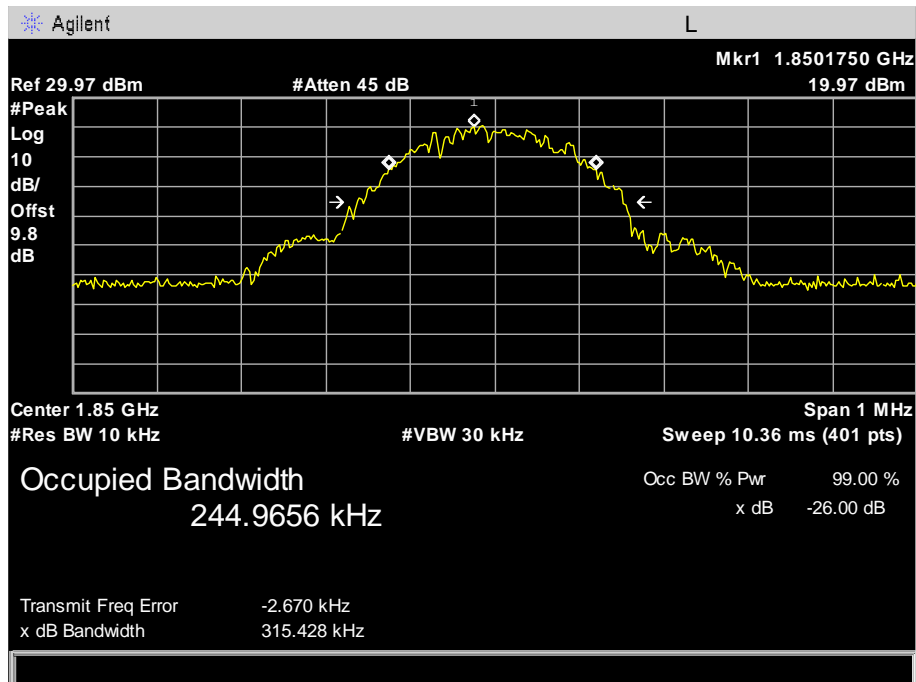 Agilent L
Mkr1 1.8501750 GHz
Ref 29.97 dBm #Atten 45 dB 19.97 dBm
#Peak
1
Log
10
dB/
Offst
9.8
dB
Center 1.85 GHz Span 1 MHz
#Res BW 10 kHz #VBW 30 kHz Sweep 10.36 ms (401 pts)
Occupied Bandwidth
244.9656 kHz
Occ BW % Pwr 99.00 %
x dB -26.00 dB
Transmit Freq Error -2.670 kHz
x dB Bandwidth 315.428 kHz